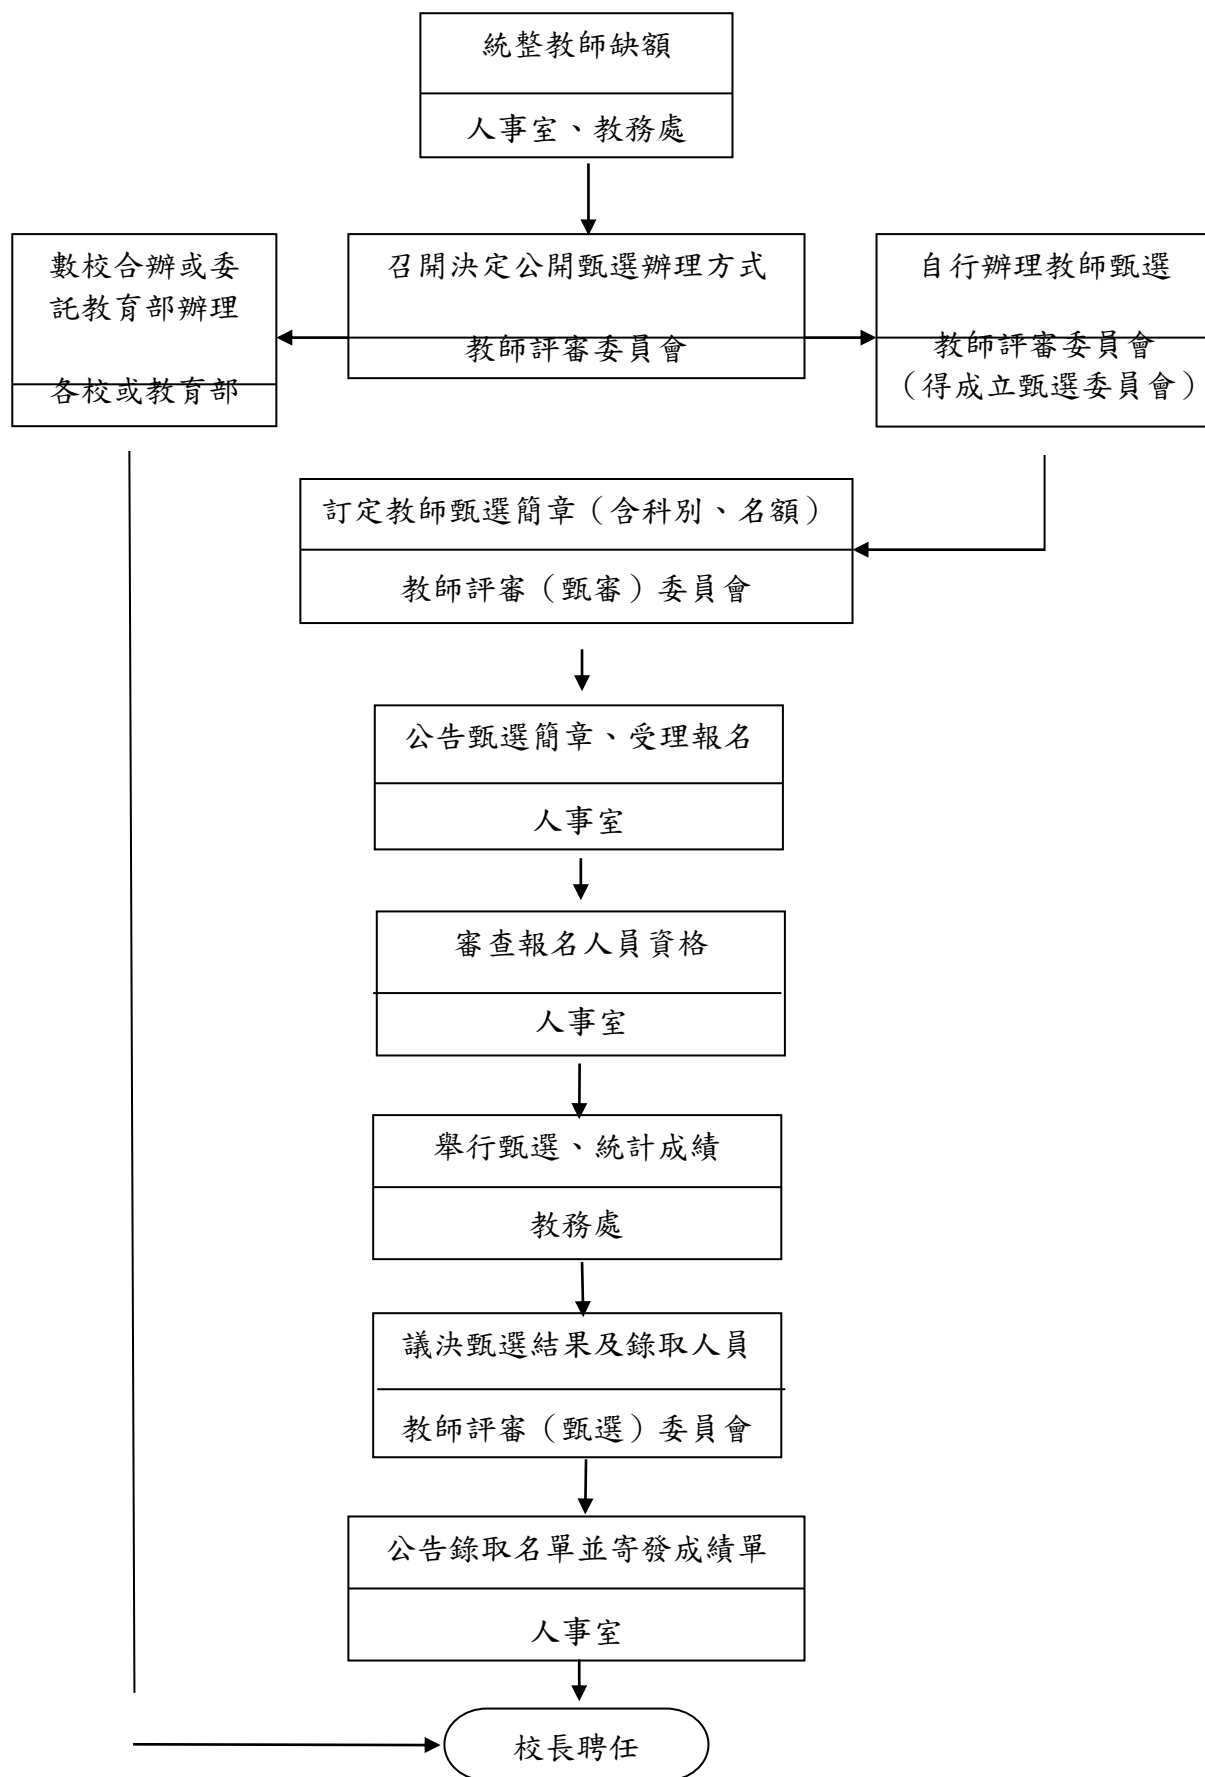 統整教師缺額
人事室、教務處
數校合辦或委
託教育部辦理
各校或教育部
召開決定公開甄選辦理方式
教師評審委員會
自行辦理教師甄選
教師評審委員會
（得成立甄選委員會）
訂定教師甄選簡章（含科別、名額）
教師評審（甄審）委員會
公告甄選簡章、受理報名
人事室
審查報名人員資格
人事室
舉行甄選、統計成績
教務處
議決甄選結果及錄取人員
教師評審（甄選）委員會
公告錄取名單並寄發成績單
人事室
校長聘任